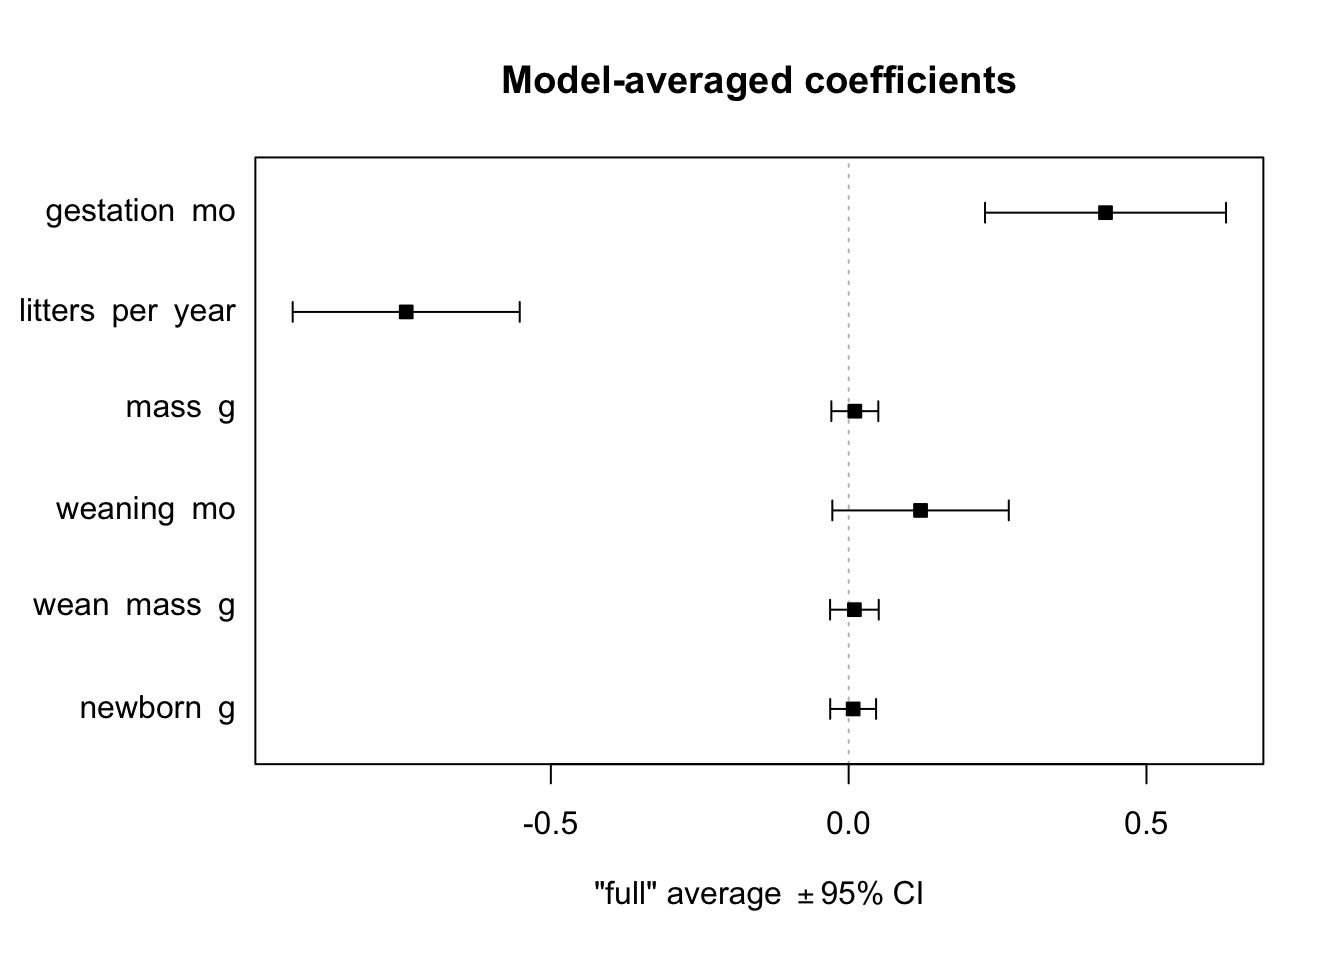 Model-averaged coefficients
gestation mo
litters per year
mass g
weaning mo
wean mass g
newborn g
-0.5 0.0 0.5
"full" average ± 95% CI